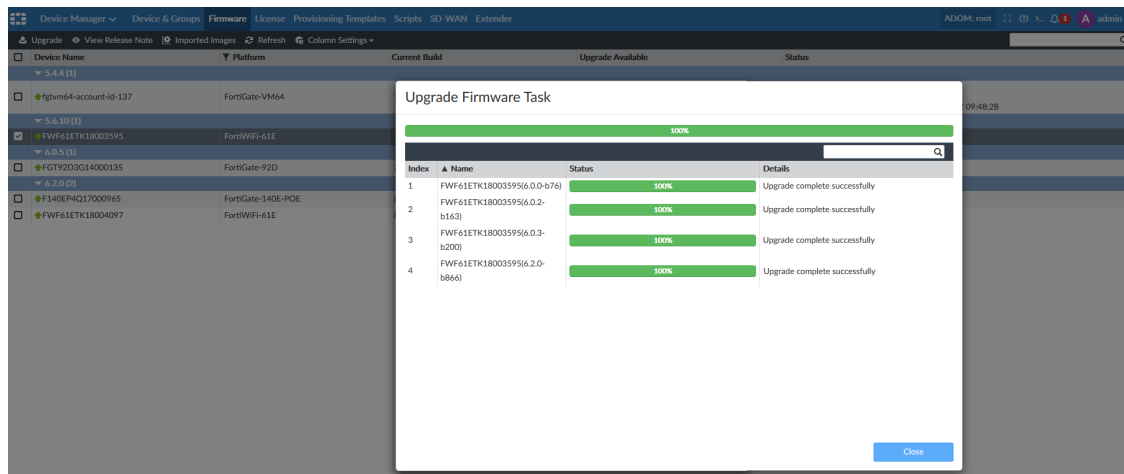 Device Manager Device & Groups Firmware License Provisioning Templates Scripts SD-WAN Extender ADOM: root 1 A admin
Upgrade View Release Note Imported Images Refresh Column Settings
Device Name Platform Current Build Upgrade Available Status
5.4.4 (1)
fgtvm64-account-id-137 FortiGate-VM64
09:48:28
5.6.10 (1)
FWF61ETK18003595 FortiWiFi-61E
6.0.5 (1)
FGT92D3G14000135 FortiGate-92D
6.2.0 (2)
F140EP4Q17000965 FortiGate-140E-POE
FWF61ETK18004097 FortiWiFi-61E
Upgrade Firmware Task
100%
Index Name Status Details
1 FWF61ETK18003595(6.0.0-b76) 100% Upgrade complete successfully
2 FWF61ETK18003595(6.0.2-
b163) 100% Upgrade complete successfully
3 FWF61ETK18003595(6.0.3-
b200) 100% Upgrade complete successfully
4 FWF61ETK18003595(6.2.0-
b866) 100% Upgrade complete successfully
Close